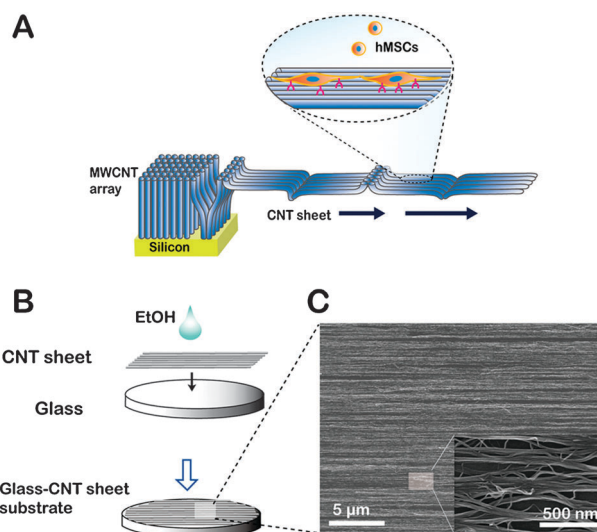 A
hMSCs
MWCNT
array
CNT sheet
Silicon
B
EtOH
CNT sheet
Glass
Glass-CNT sheet
substrate
C
5 µm
500 nm